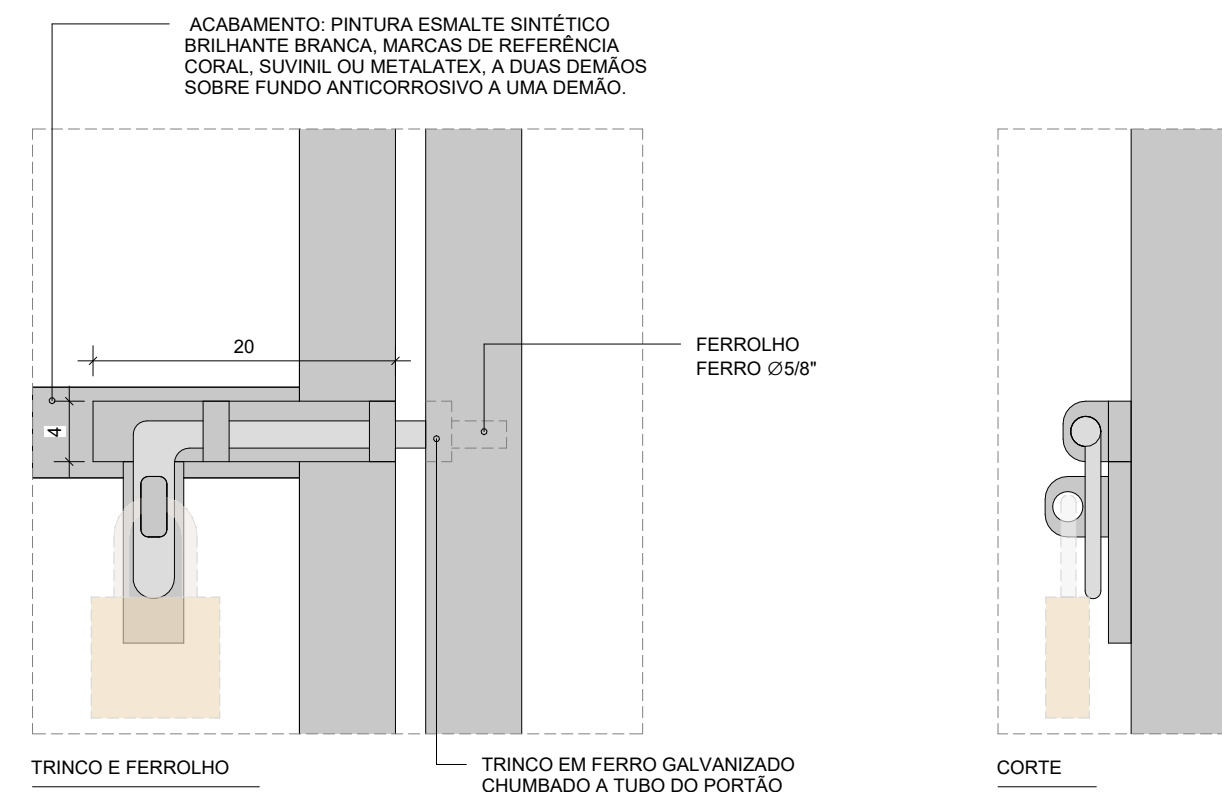 ACABAMENTO: PINTURA ESMALTE SINTÉTICO
BRILHANTE BRANCA, MARCAS DE REFERÊNCIA
CORAL, SUVINIL OU METALATEX, A DUAS DEMÃOS
SOBRE FUNDO ANTICORROSIVO A UMA DEMÃO.
20
FERROLHO
FERRO ∅5/8"
4
TRINCO E FERROLHO
TRINCO EM FERRO GALVANIZADO
CHUMBADO A TUBO DO PORTÃO
CORTE